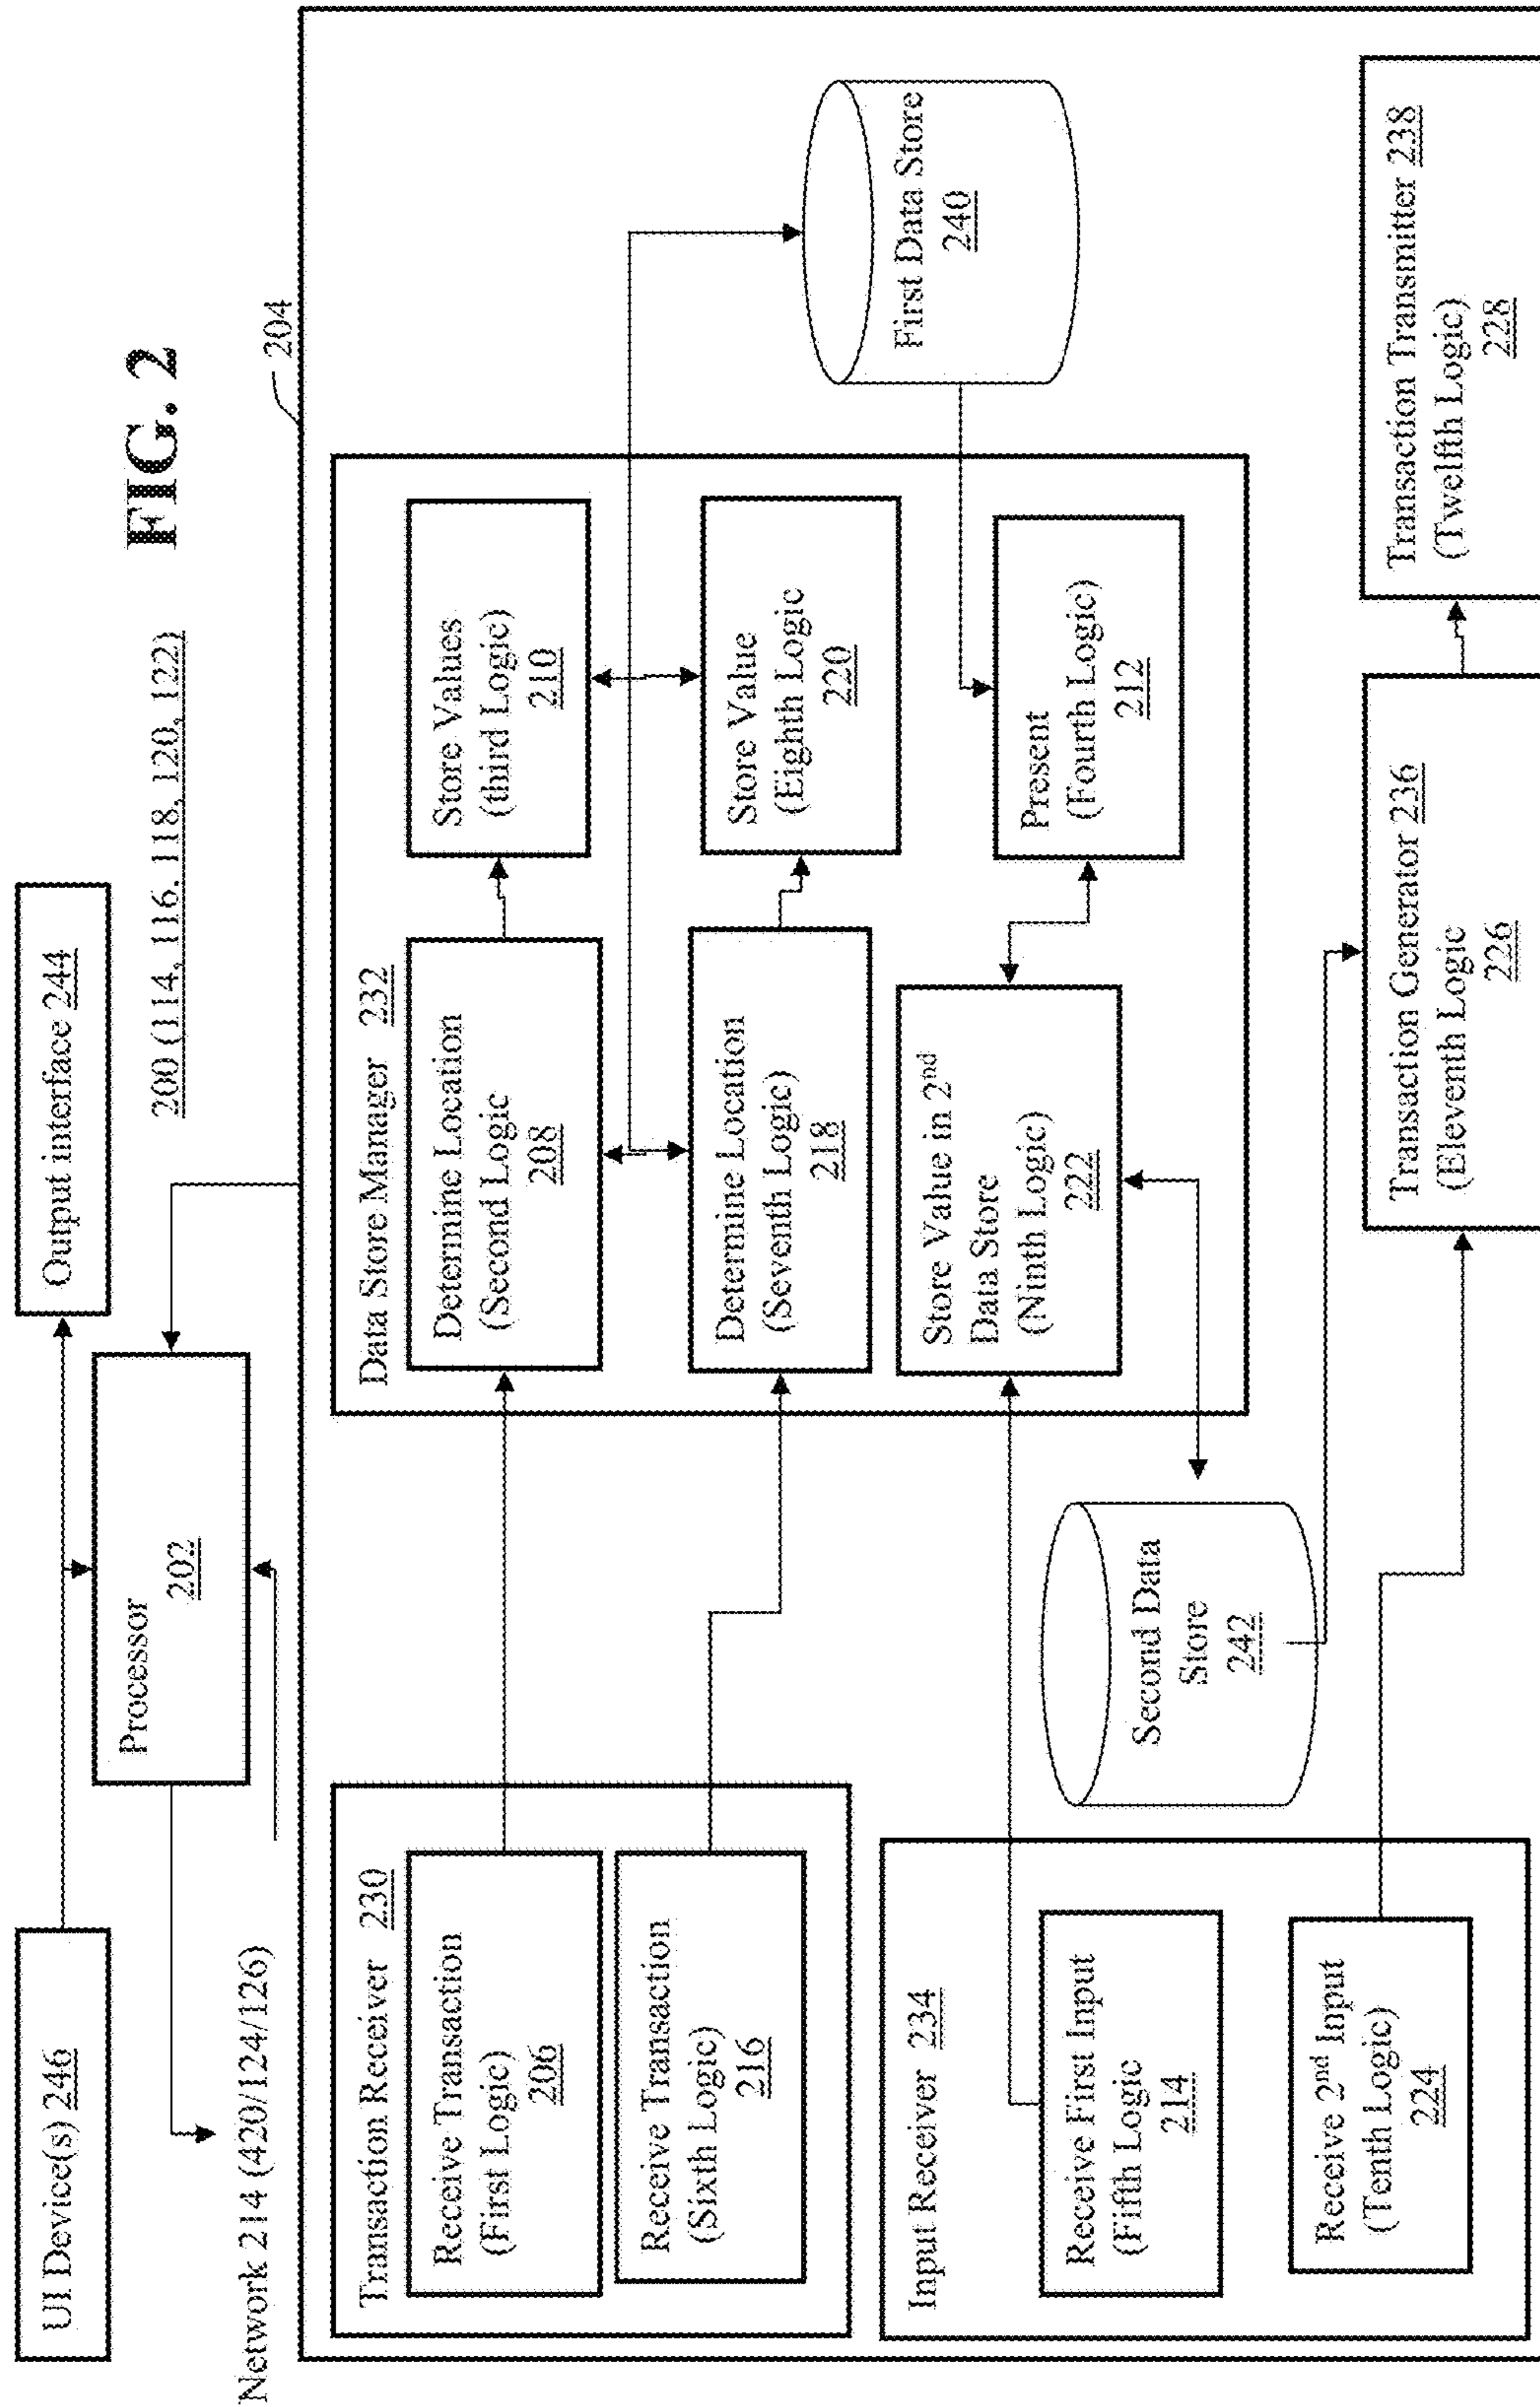 FIG. 2
200 (114, 116, 118, 120, 122)
UI Device(s) 246
Output interface 244
Processor
202
Network 214 (420/124/126)
204
Transaction Receiver 230
Receive Transaction
(First Logic)
206
Receive Transaction
(Sixth Logic)
216
Data Store Manager 232
Determine Location
(Second Logic
208
Store Values
(third Logic)
210
Determine Location
(Seventh Logic)
218
Store Value
(Eighth Logic
220
Store Value in 2nd
Data Store
(Ninth Logic)
222
Present
(Fourth Logic)
212
First Data Store
240
Input Receiver 234
Receive First Input
(Fifth Logic
214
Receive 2nd Input
(Tenth Logic)
224
Second Data
Store
242
Transaction Generator 236
(Eleventh Logic
226
Transaction Transmitter 238
(Twelfth Logic)
228